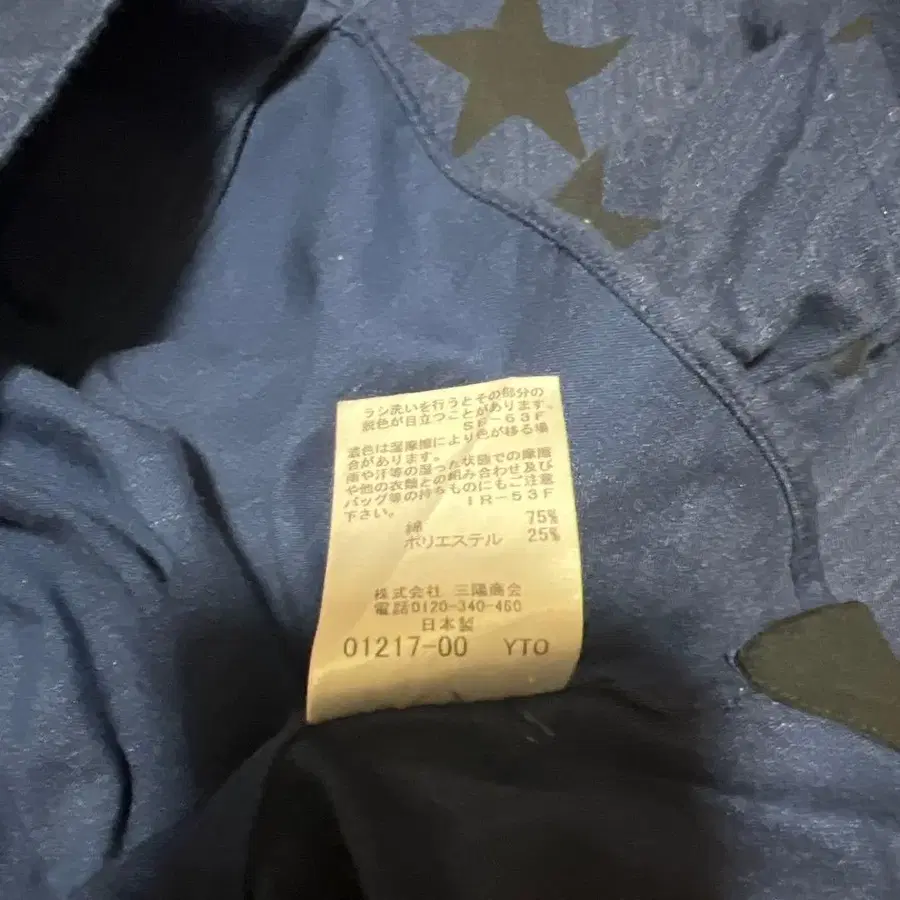 ラシ洗いを行うとその部分の
脱色が目立つことがあります。
SF-63F
濃色は湿摩擦により色が移る場
合があります。
雨や汗等の湿った状態での摩擦
や他の衣類との組み合わせ及び
バッグ等の持ちものにもご注意
下さい。 IR-53F
綿 75%
ポリエステル 25%
株式会社 三陽商会
電話0120-340-460
日本製
01217-00 YTO